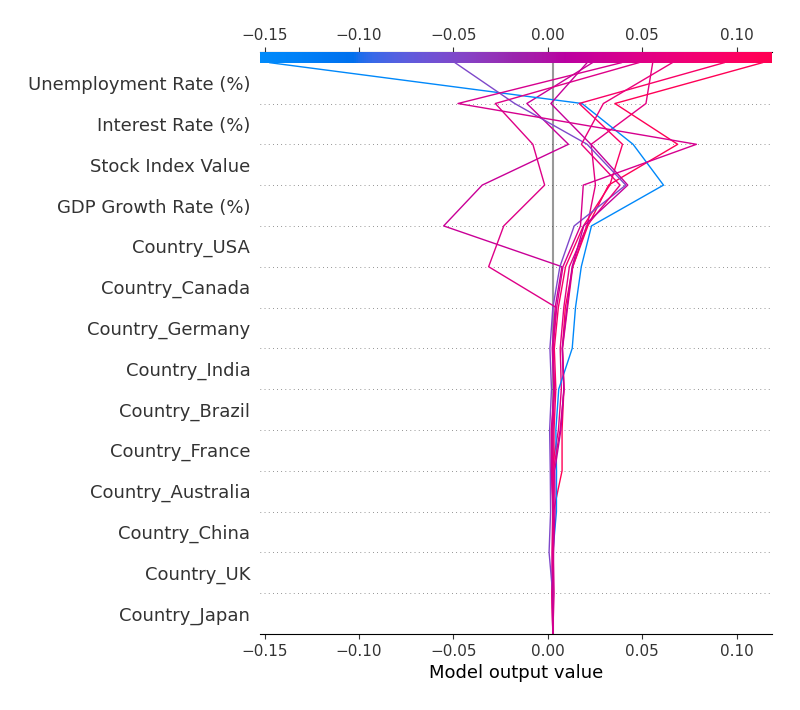 −0.15 −0.10 −0.05 0.00 0.05 0.10
Unemployment Rate (%)
Interest Rate (%)
Stock Index Value
GDP Growth Rate (%)
Country_USA
Country_Canada
Country_Germany
Country_India
Country_Brazil
Country_France
Country_Australia
Country_China
Country_UK
Country_Japan
−0.15 −0.10 −0.05 0.00 0.05 0.10
Model output value